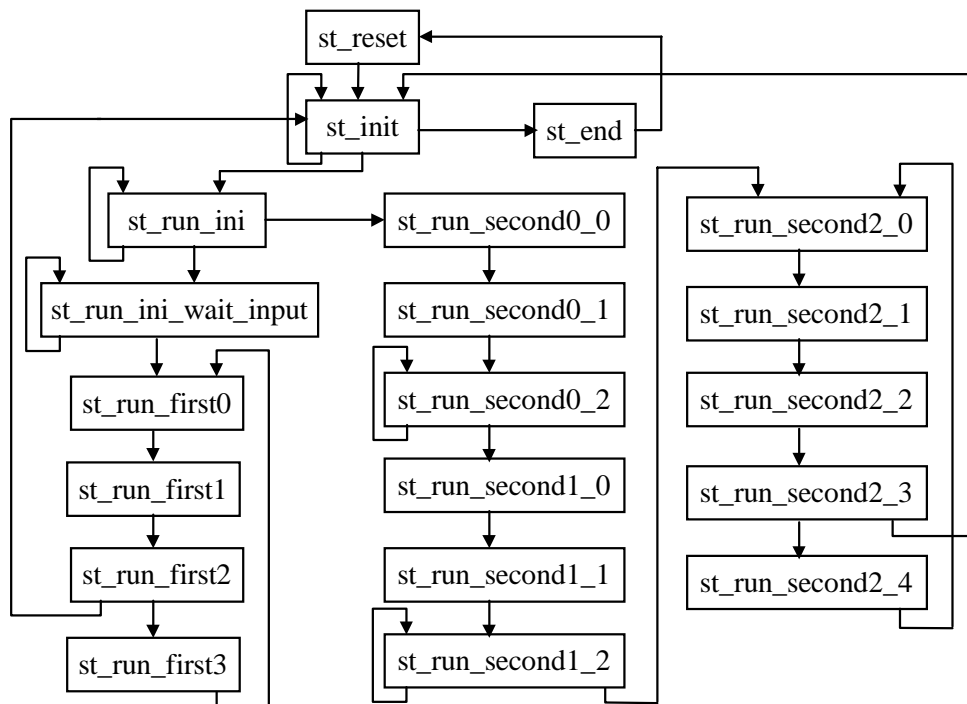 st_reset
st_init
st_end
st_run_ini
st_run_ini_wait_input
st_run_first0
st_run_first1
st_run_first2
st_run_first3
st_run_second0_0
st_run_second0_1
st_run_second0_2
st_run_second1_0
st_run_second1_1
st_run_second1_2
st_run_second2_0
st_run_second2_1
st_run_second2_2
st_run_second2_3
st_run_second2_4